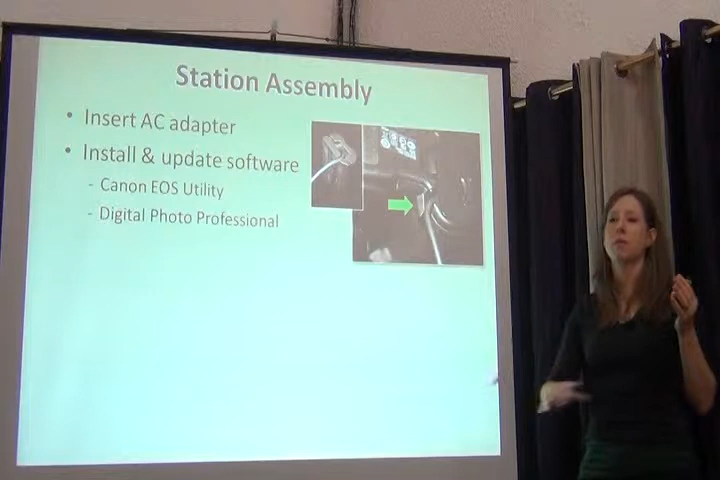 Station Assembly
• Insert AC adapter
• Install & update software
- Canon EOS Utility
- Digital Photo Professional